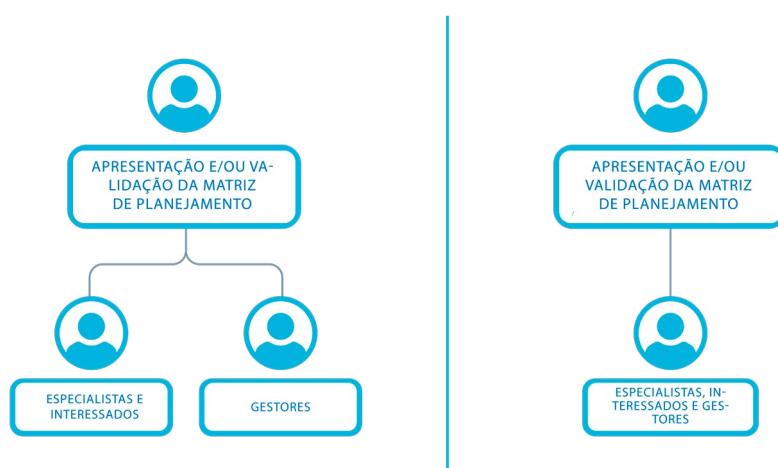 APRESENTAÇÃO E/OU VA-
LIDAÇÃO DA MATRIZ
DE PLANEJAMENTO
ESPECIALISTAS E
INTERESSADOS
GESTORES
APRESENTAÇÃO E/OU
VALIDAÇÃO DA MATRIZ
DE PLANEJAMENTO
ESPECIALISTAS, IN-
TERESSADOS E GES-
TORES